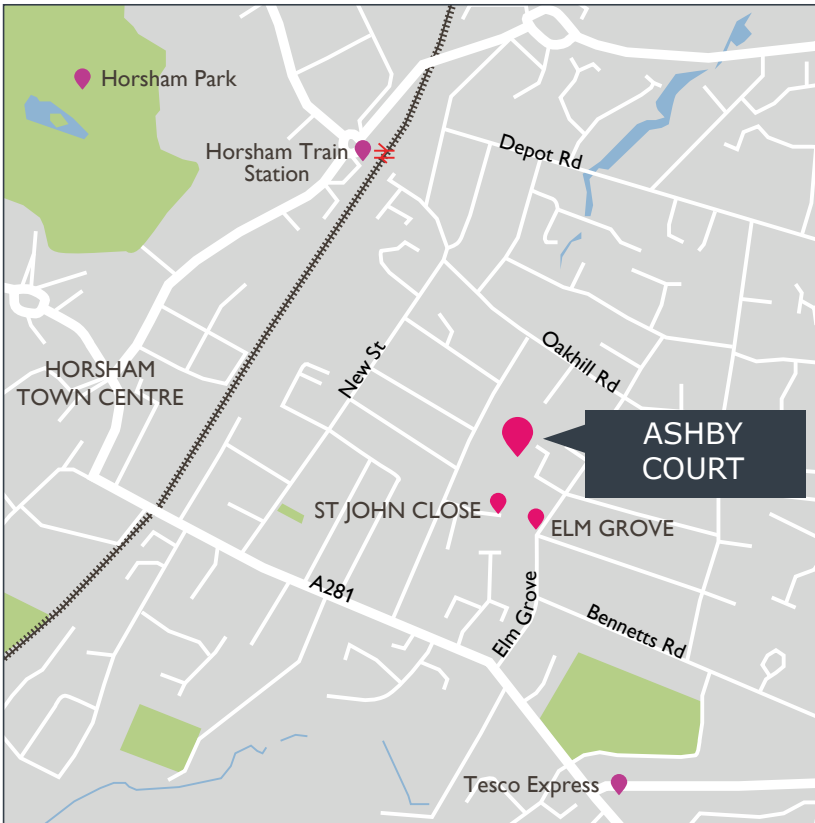 Horsham Park
Horsham Train
Station
Depot Rd
HORSHAM
TOWN CENTRE
New St
Oakhill Rd
ASHBY
COURT
ST JOHN CLOSE
ELM GROVE
A281
Elm Grove
Bennetts Rd
Tesco Express